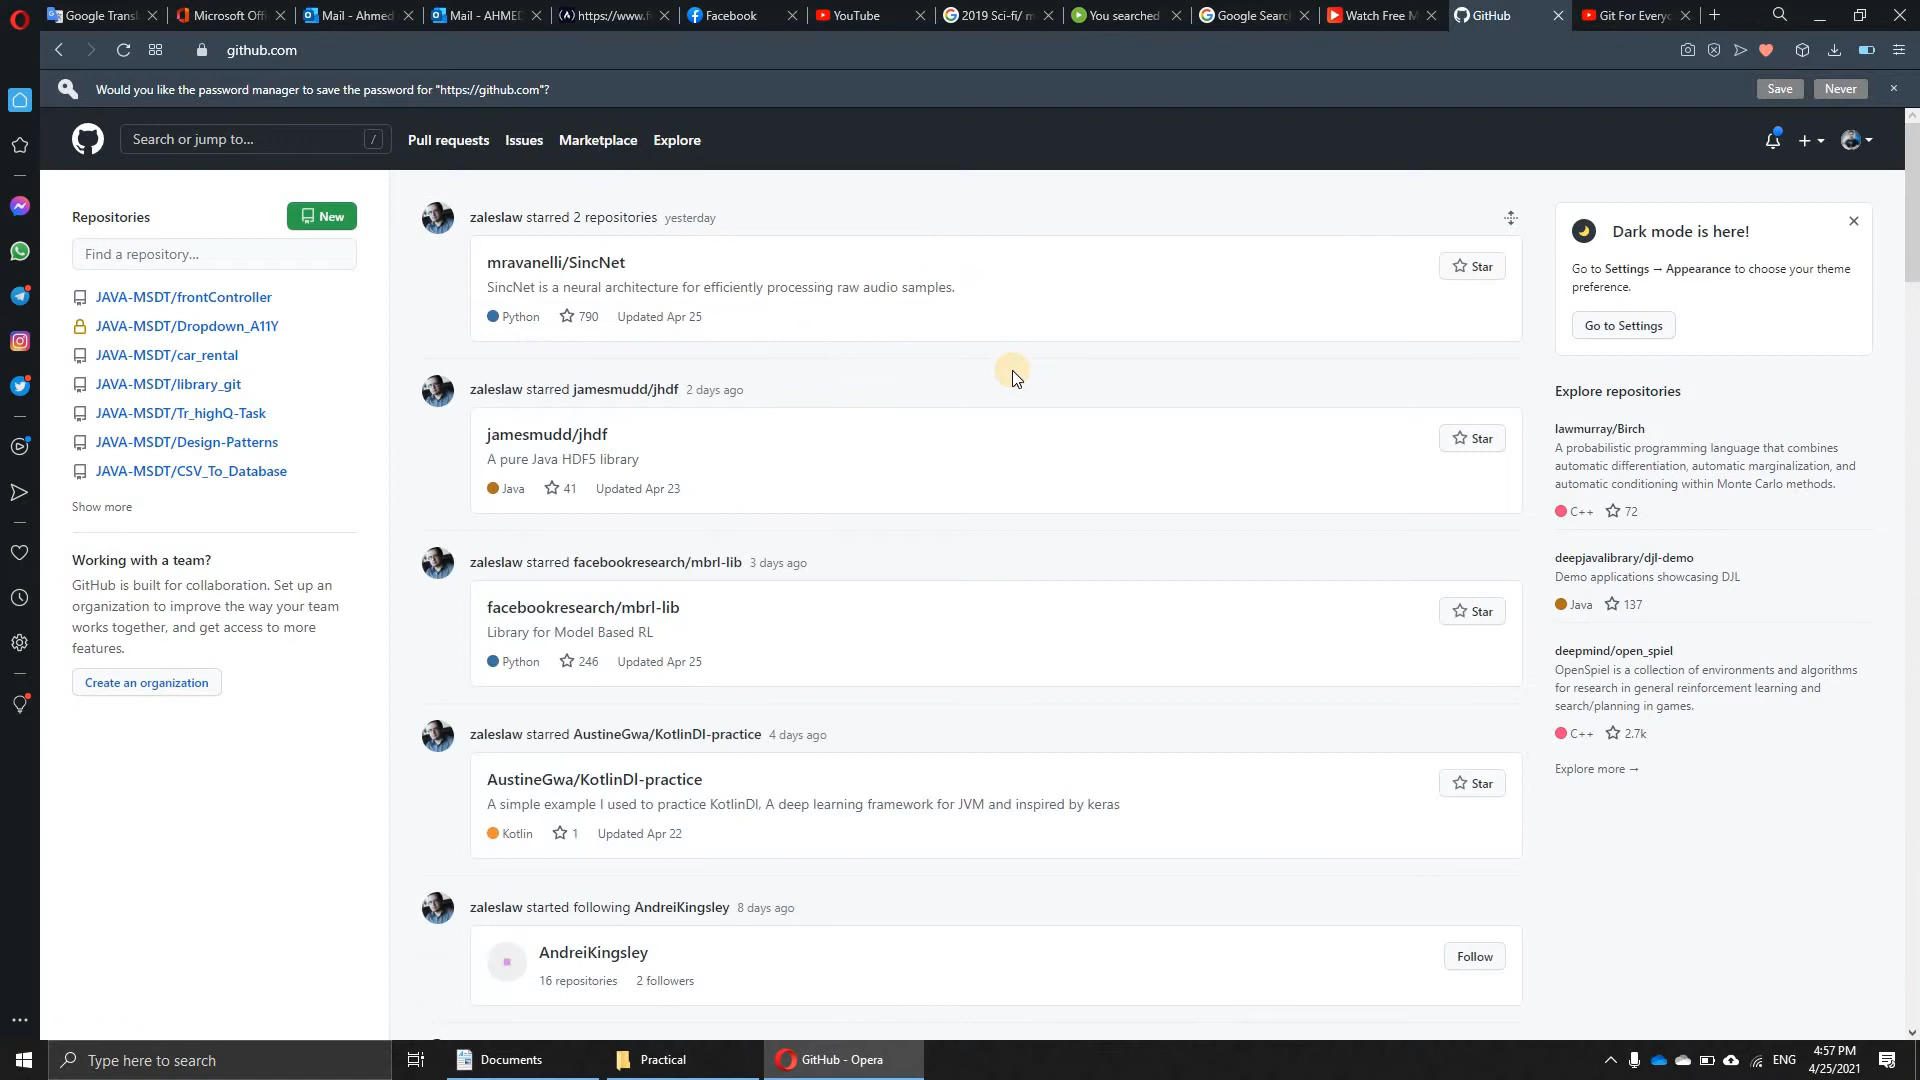 Google Transl
Microsoft Offi
Mail - Ahmed
Mail - AHMED
https://www.f
Facebook
YouTube
2019 Sci-fi/ m
You searched
Google Searc
Watch Free M
GitHub
Git For Everyo
github.com
Would you like the password manager to save the password for "https://github.com"?
Save
Never
Search or jump to...
/
Pull requests
Issues
Marketplace
Explore
Repositories
New
Find a repository...
JAVA-MSDT/frontController
JAVA-MSDT/Dropdown_A11Y
JAVA-MSDT/car_rental
JAVA-MSDT/library_git
JAVA-MSDT/Tr_highQ-Task
JAVA-MSDT/Design-Patterns
JAVA-MSDT/CSV_To_Database
Show more
Working with a team?
GitHub is built for collaboration. Set up an
organization to improve the way your team
works together, and get access to more
features.
Create an organization
zaleslaw starred 2 repositories yesterday
mravanelli/SincNet
Star
SincNet is a neural architecture for efficiently processing raw audio samples.
Python 790 Updated Apr 25
zaleslaw starred jamesmudd/jhdf 2 days ago
jamesmudd/jhdf
Star
A pure Java HDF5 library
Java 41 Updated Apr 23
zaleslaw starred facebookresearch/mbrl-lib 3 days ago
facebookresearch/mbrl-lib
Star
Library for Model Based RL
Python 246 Updated Apr 25
zaleslaw starred AustineGwa/KotlinDl-practice 4 days ago
AustineGwa/KotlinDl-practice
Star
A simple example I used to practice KotlinDl, A deep learning framework for JVM and inspired by keras
Kotlin 1 Updated Apr 22
zaleslaw started following AndreiKingsley 8 days ago
AndreiKingsley
Follow
16 repositories 2 followers
Dark mode is here!
Go to Settings → Appearance to choose your theme
preference.
Go to Settings
Explore repositories
lawmurray/Birch
A probabilistic programming language that combines
automatic differentiation, automatic marginalization, and
automatic conditioning within Monte Carlo methods.
C++ 72
deepjavalibrary/djl-demo
Demo applications showcasing DJL
Java 137
deepmind/open_spiel
OpenSpiel is a collection of environments and algorithms
for research in general reinforcement learning and
search/planning in games.
C++ 2.7k
Explore more →
Type here to search
Documents
Practical
GitHub - Opera
ENG
4:57 PM
4/25/2021